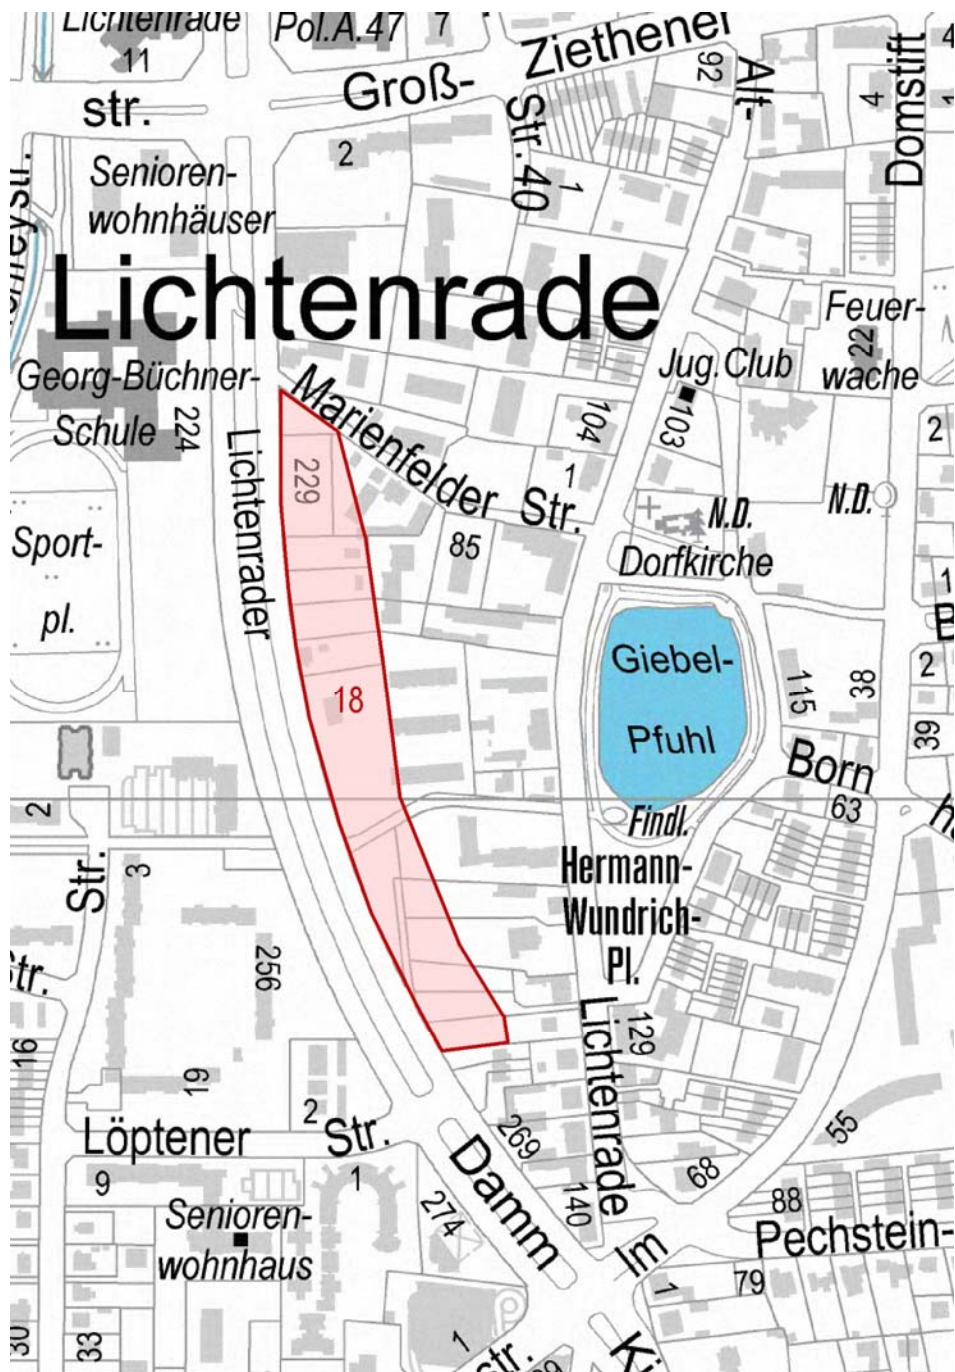 Lichtenrade
11
Pol.A.47
7
Groß-
Ziethener
92
Alt-
4
Domstift
4
1
str.
Str. 40
1
2
Senioren-
wohnhäuser
Lichtenrade
Feuer-
22
wache
Jug.Club
103
104
1
Georg-Büchner-
Schule
224
Marienfelder Str.
229
Lichtenrader
85
2
N.D.
N.D.
Dorfkirche
Sport-
pl.
1
B
2
39
38
115
Giebel-
Pfuhl
18
Born
63
Findl.
Hermann-
Wundrich-
Pl.
2
Str.
3
256
19
Str.
16
Lichtenrade
129
55
Löptener
2
Str.
269
9
1
274
Damm
140
68
88
Pechstein-
Im
1
79
Senioren-
wohnhaus
30
33
1
str.